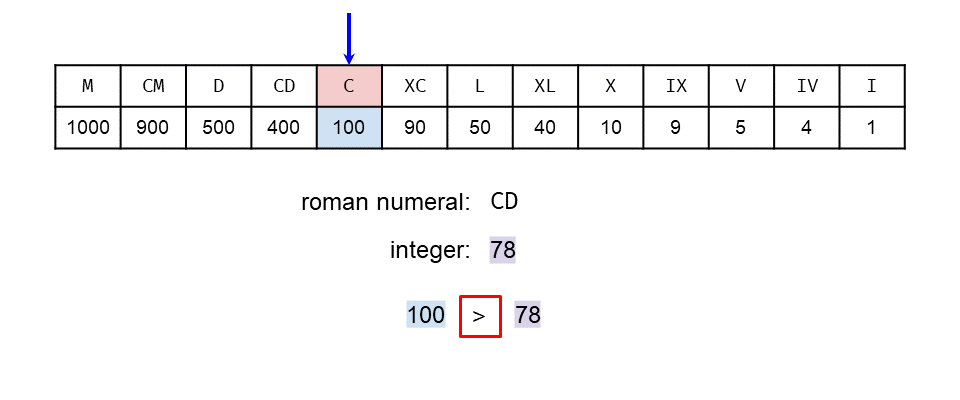 M CM D CD C XC L XL X IX V IV I
1000 900 500 400 100 90 50 40 10 9 5 4 1
roman numeral: CD
integer: 78
100 > 78